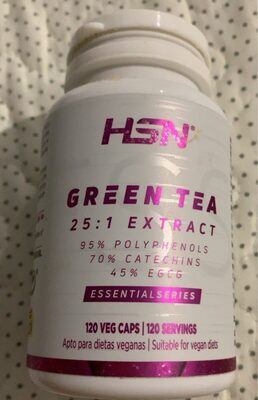 HSN
GREEN TEA
25:1 EXTRACT
95% POLYPHENOLS
70% CATECHINS
45% EGCG
ESSENTIALSERIES
120 VEG CAPS | 120 SERVINGS
Apto para dietas veganas | Suitable for vegan diets